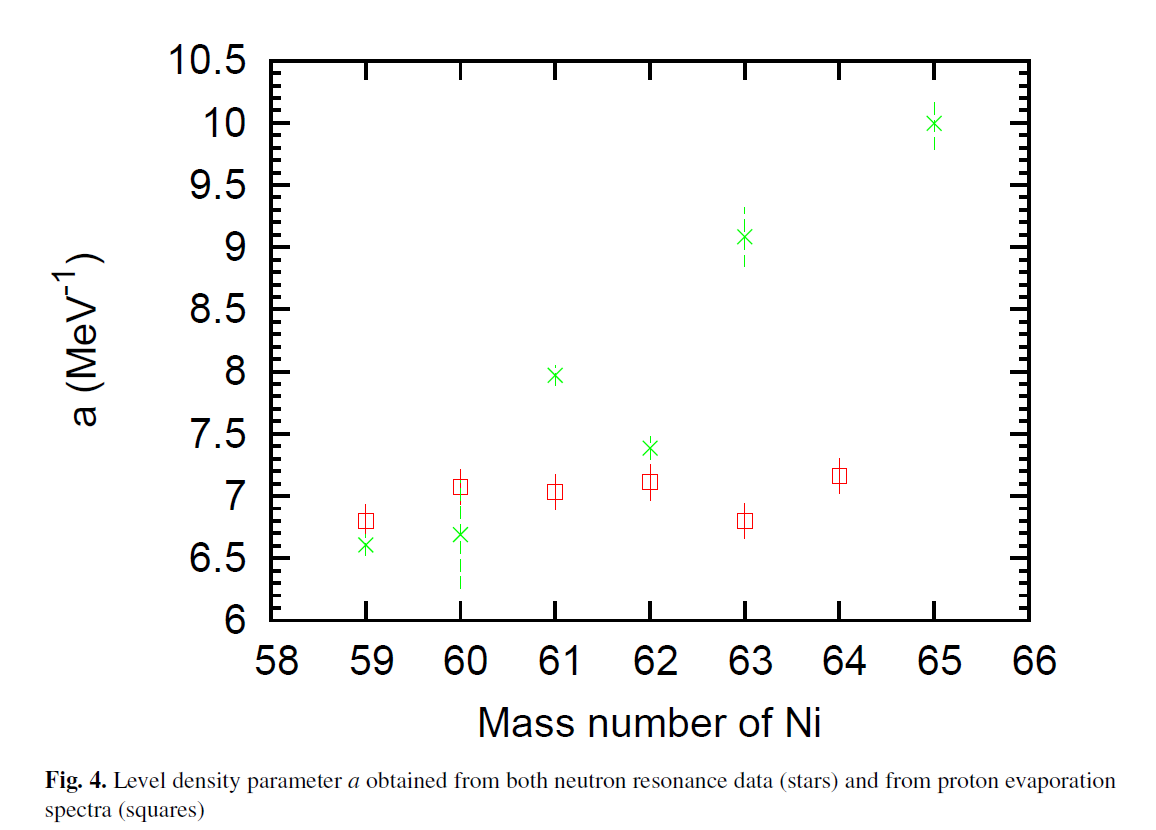 10.5
10
9.5
9
8.5
8
7.5
7
6.5
6
a (MeV⁻¹)
58 59 60 61 62 63 64 65 66
Mass number of Ni
Fig. 4. Level density parameter a obtained from both neutron resonance data (stars) and from proton evaporation
spectra (squares)